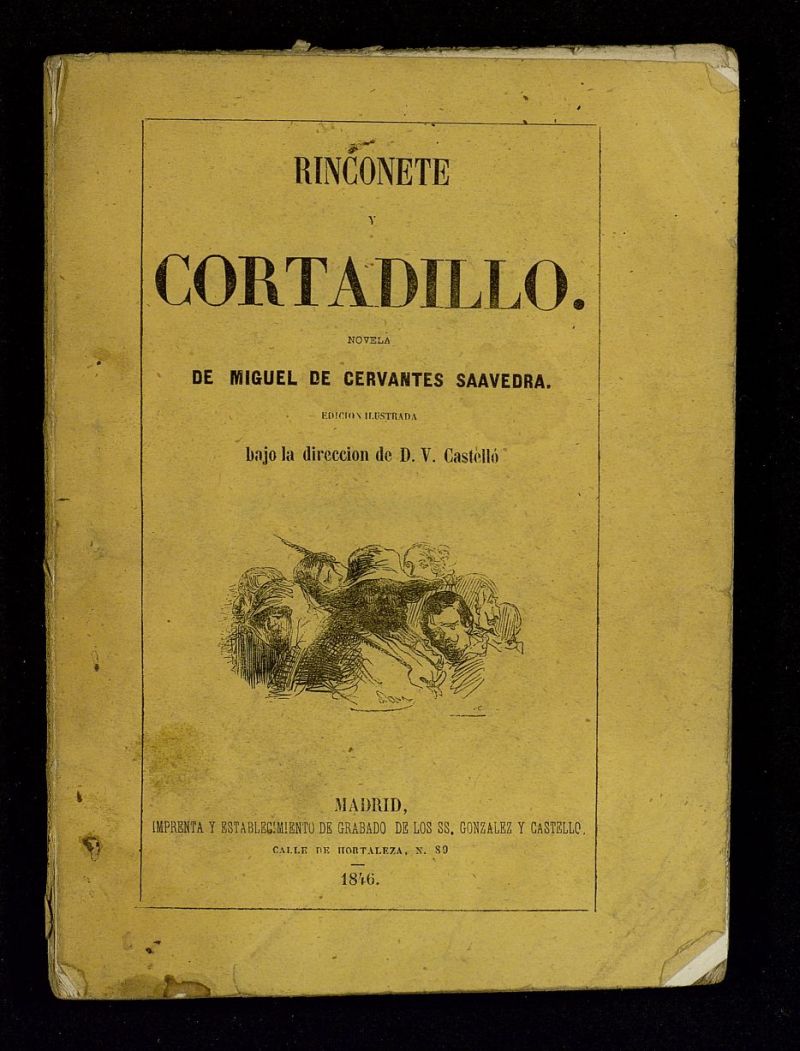 RINCONETE
Y
CORTADILLO.
NOVELA
DE MIGUEL DE CERVANTES SAAVEDRA.
EDICION ILUSTRADA
bajo la direccion de D. V. Castelló
MADRID,
IMPRENTA Y ESTABLECIMIENTO DE GRABADO DE LOS SS. GONZALEZ Y CASTELLO.
CALLE DE HORTALEZA, N. 89
1846.